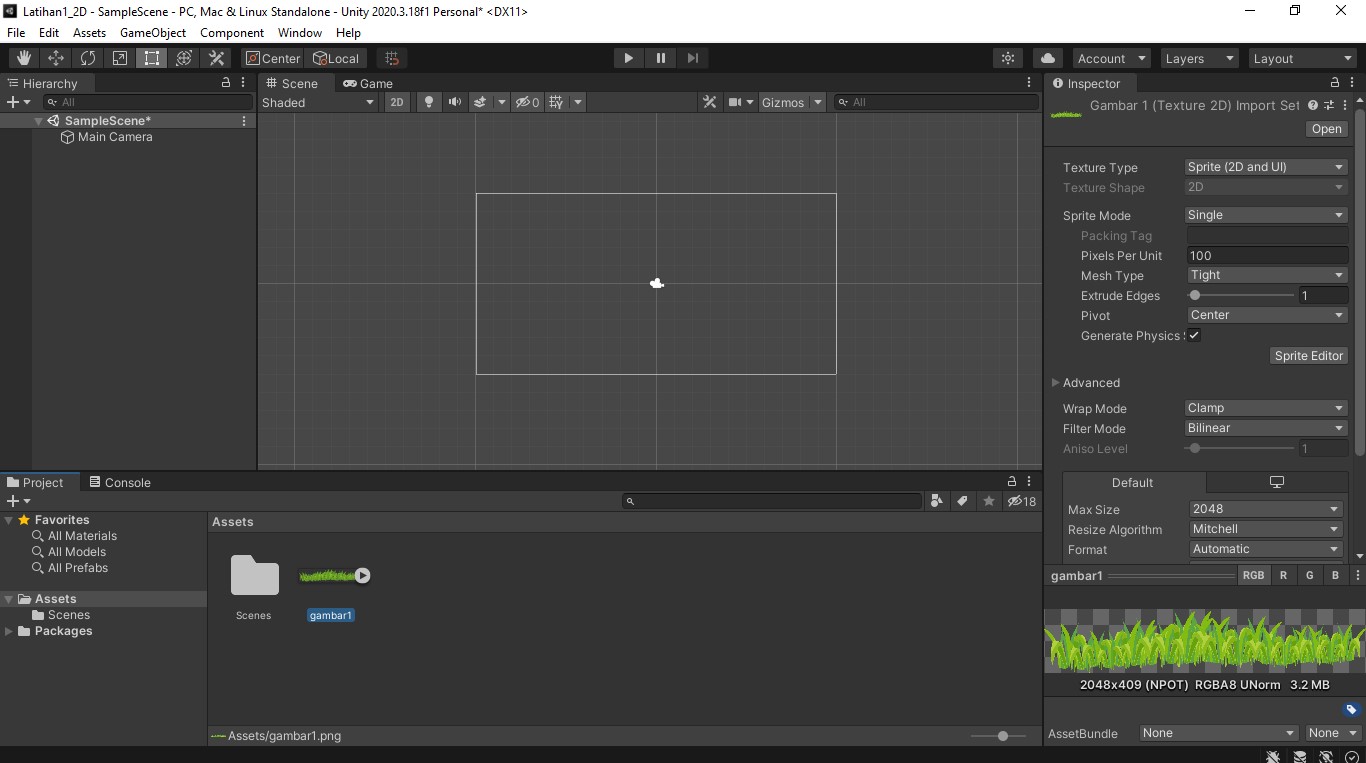 Latihan1_2D - SampleScene - PC, Mac & Linux Standalone - Unity 2020.3.18f1 Personal* <DX11>
File Edit Assets GameObject Component Window Help
Center Local Account Layers Layout
Hierarchy
All
SampleScene*
Main Camera
Scene Game
Shaded 2D 0 Gizmos All
Inspector
Gambar 1 (Texture 2D) Import Set
Open
Texture Type Sprite (2D and UI)
Texture Shape 2D
Sprite Mode Single
Packing Tag
Pixels Per Unit 100
Mesh Type Tight
Extrude Edges 1
Pivot Center
Generate Physics
Sprite Editor
Advanced
Wrap Mode Clamp
Filter Mode Bilinear
Aniso Level 1
Default
Max Size 2048
Resize Algorithm Mitchell
Format Automatic
gambar1 RGB R G B
2048x409 (NPOT) RGBA8 UNorm 3.2 MB
AssetBundle None None
Project Console
18
Favorites
All Materials
All Models
All Prefabs
Assets
Scenes
Packages
Assets
Scenes gambar1
Assets/gambar1.png